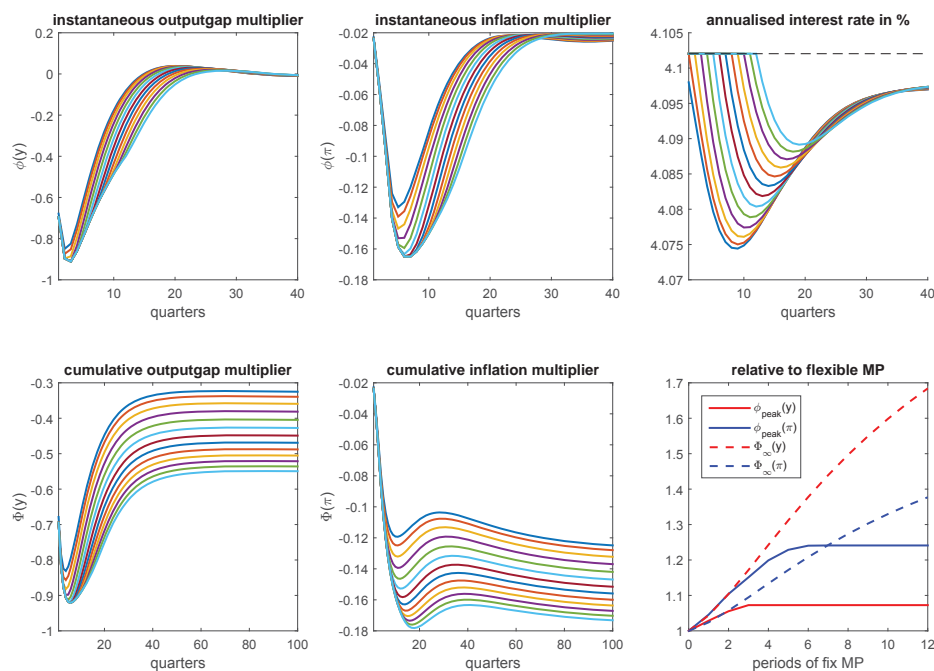 instantaneous outputgap multiplier
0.2
0
-0.2
-0.4
-0.6
-0.8
-1
ϕ(y)
10 20 30 40
quarters
instantaneous inflation multiplier
-0.02
-0.04
-0.06
-0.08
-0.1
-0.12
-0.14
-0.16
-0.18
ϕ(π)
10 20 30 40
quarters
annualised interest rate in %
4.105
4.1
4.095
4.09
4.085
4.08
4.075
4.07
10 20 30 40
quarters
cumulative outputgap multiplier
-0.3
-0.4
-0.5
-0.6
-0.7
-0.8
-0.9
-1
Φ(y)
20 40 60 80 100
quarters
cumulative inflation multiplier
-0.02
-0.04
-0.06
-0.08
-0.1
-0.12
-0.14
-0.16
-0.18
Φ(π)
20 40 60 80 100
quarters
relative to flexible MP
1.7
1.6
1.5
1.4
1.3
1.2
1.1
1
ϕpeak(y)
ϕpeak(π)
Φ∞(y)
Φ∞(π)
0 2 4 6 8 10 12
periods of fix MP